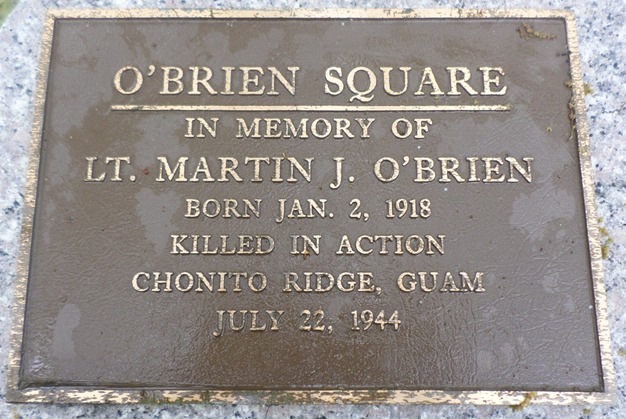 O'BRIEN SQUARE
IN MEMORY OF
LT. MARTIN J. O'BRIEN
BORN JAN. 2, 1918
KILLED IN ACTION
CHONITO RIDGE, GUAM
JULY 22, 1944